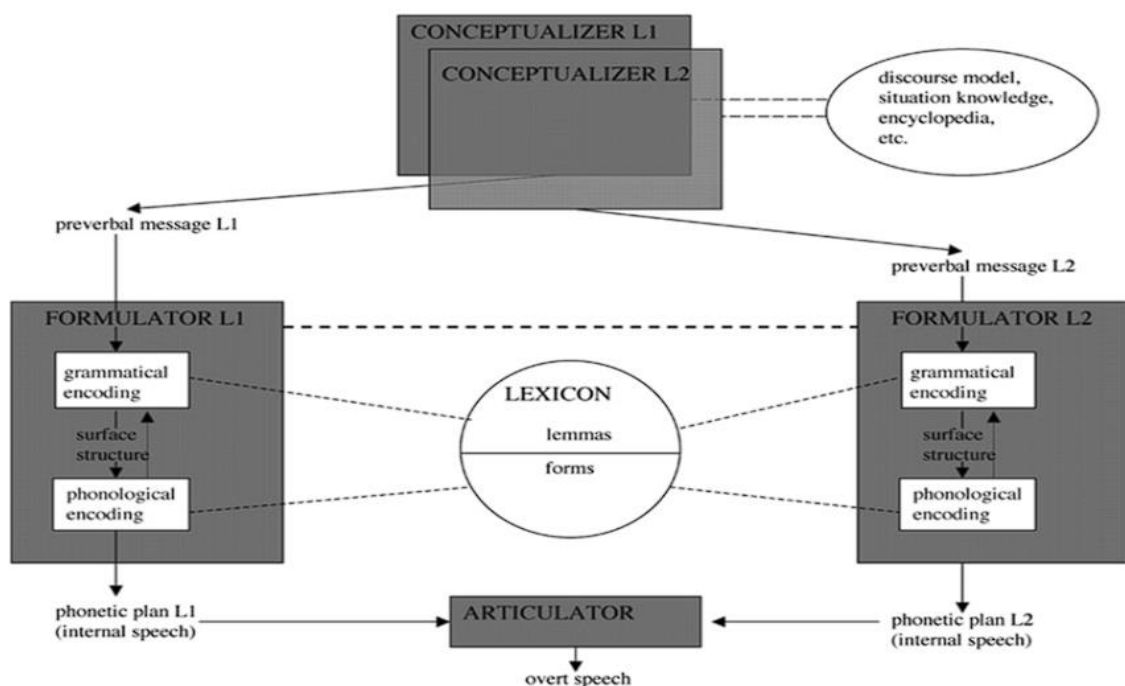 CONCEPTUALIZER L1
CONCEPTUALIZER L2
discourse model,
situation knowledge,
encyclopedia,
etc.
preverbal message L1
preverbal message L2
FORMULATOR L1
grammatical
encoding
surface
structure
phonological
encoding
LEXICON
lemmas
forms
FORMULATOR L2
grammatical
encoding
surface
structure
phonological
encoding
phonetic plan L1
(internal speech)
ARTICULATOR
phonetic plan L2
(internal speech)
overt speech